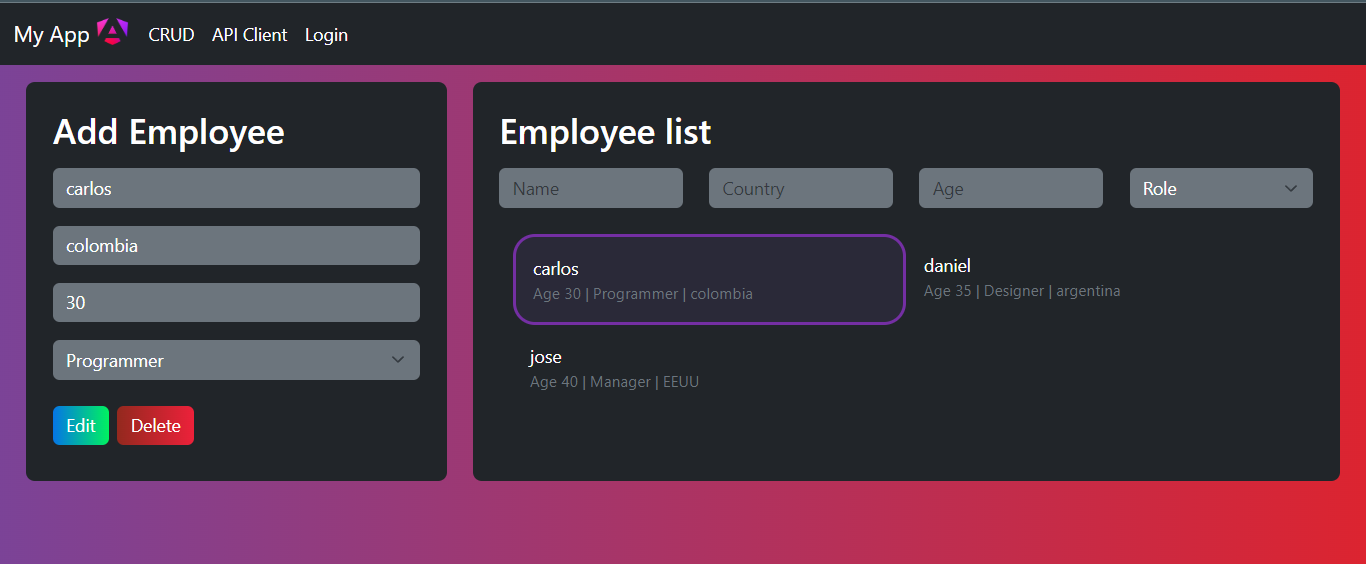 My App CRUD API Client Login
Add Employee
carlos
colombia
30
Programmer
Edit Delete
Employee list
Name Country Age Role
carlos
Age 30 | Programmer | colombia
daniel
Age 35 | Designer | argentina
jose
Age 40 | Manager | EEUU